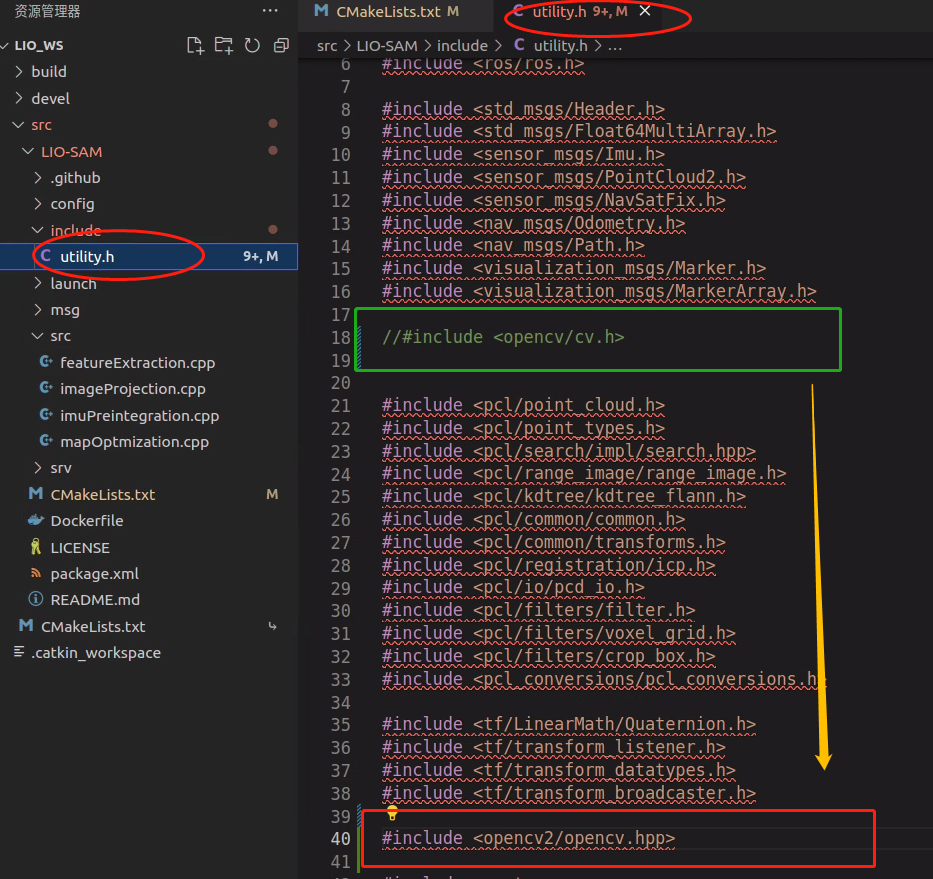 资源管理器
LIO_WS
build
devel
src
LIO-SAM
.github
config
include
utility.h 9+, M
launch
msg
src
featureExtraction.cpp
imageProjection.cpp
imuPreintegration.cpp
mapOptmization.cpp
srv
CMakeLists.txt M
Dockerfile
LICENSE
package.xml
README.md
CMakeLists.txt
.catkin_workspace
CMakeLists.txt M
utility.h 9+, M
src > LIO-SAM > include > C utility.h > ...
6 #include <ros/ros.h>
7
8 #include <std_msgs/Header.h>
9 #include <std_msgs/Float64MultiArray.h>
10 #include <sensor_msgs/Imu.h>
11 #include <sensor_msgs/PointCloud2.h>
12 #include <sensor_msgs/NavSatFix.h>
13 #include <nav_msgs/Odometry.h>
14 #include <nav_msgs/Path.h>
15 #include <visualization_msgs/Marker.h>
16 #include <visualization_msgs/MarkerArray.h>
17
18 //#include <opencv/cv.h>
19
20
21 #include <pcl/point_cloud.h>
22 #include <pcl/point_types.h>
23 #include <pcl/search/impl/search.hpp>
24 #include <pcl/range_image/range_image.h>
25 #include <pcl/kdtree/kdtree_flann.h>
26 #include <pcl/common/common.h>
27 #include <pcl/common/transforms.h>
28 #include <pcl/registration/icp.h>
29 #include <pcl/io/pcd_io.h>
30 #include <pcl/filters/filter.h>
31 #include <pcl/filters/voxel_grid.h>
32 #include <pcl/filters/crop_box.h>
33 #include <pcl_conversions/pcl_conversions.h>
34
35 #include <tf/LinearMath/Quaternion.h>
36 #include <tf/transform_listener.h>
37 #include <tf/transform_datatypes.h>
38 #include <tf/transform_broadcaster.h>
39
40 #include <opencv2/opencv.hpp>
41